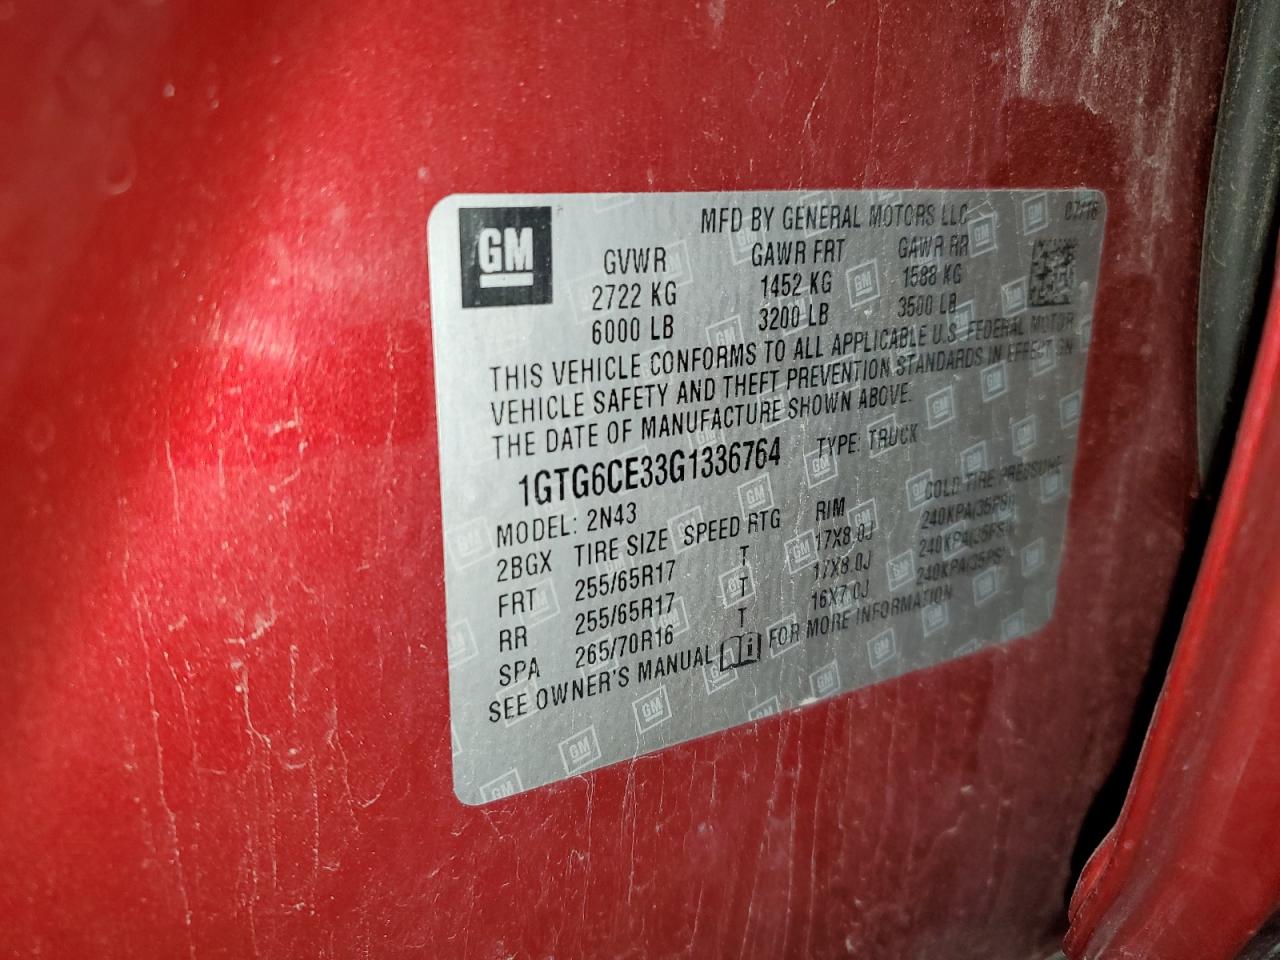 GM
MFD BY GENERAL MOTORS LLC 07/16
GVWR GAWR FRT GAWR RR
2722 KG 1452 KG 1588 KG
6000 LB 3200 LB 3500 LB
THIS VEHICLE CONFORMS TO ALL APPLICABLE U.S. FEDERAL MOTOR
VEHICLE SAFETY AND THEFT PREVENTION STANDARDS IN EFFECT ON
THE DATE OF MANUFACTURE SHOWN ABOVE.
1GTG6CE33G1336764 TYPE: TRUCK
MODEL: 2N43
2BGX TIRE SIZE SPEED RTG RIM COLD TIRE PRESSURE
FRT 255/65R17 T 17X8.0J 240KPA(35PSI)
RR 255/65R17 T 17X8.0J 240KPA(35PSI)
SPA 265/70R16 T 16X7.0J 240KPA(35PSI)
SEE OWNER'S MANUAL FOR MORE INFORMATION